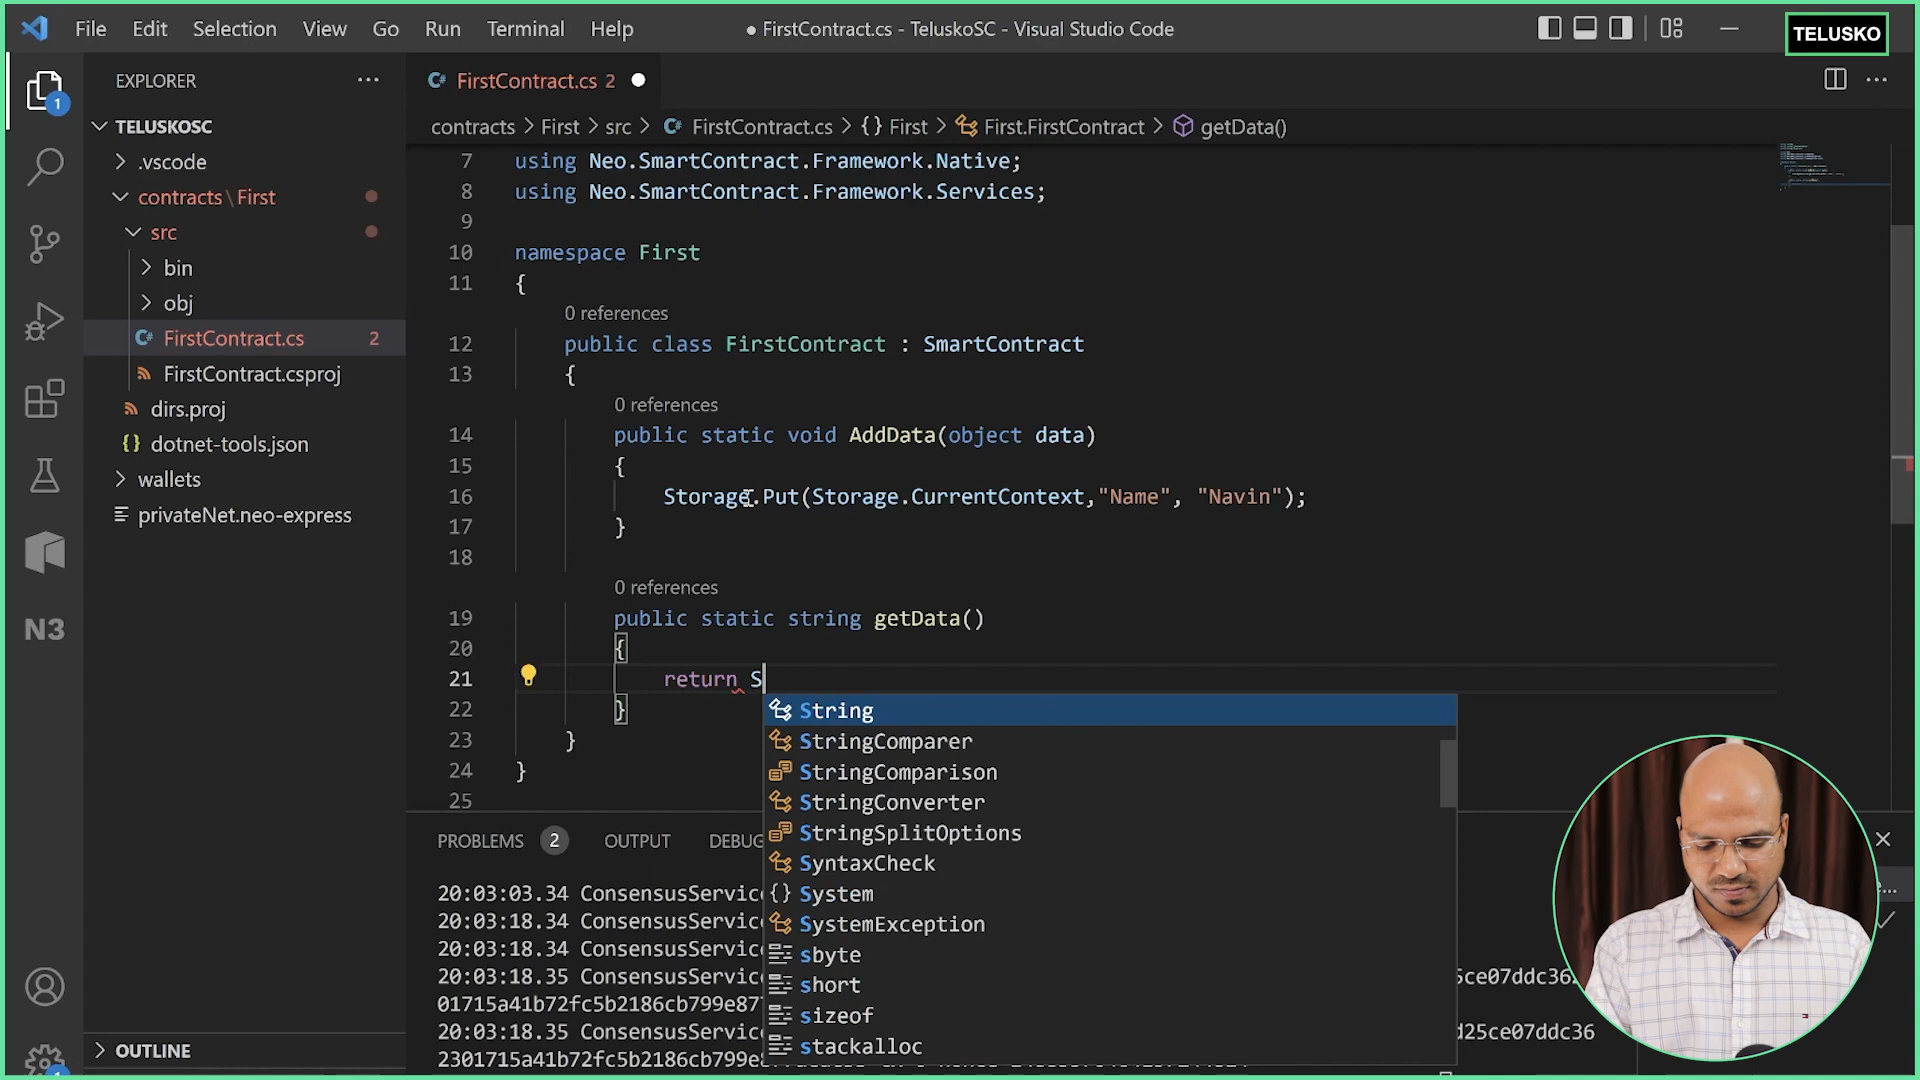 File Edit Selection View Go Run Terminal Help
● FirstContract.cs - TeluskoSC - Visual Studio Code
TELUSKO
1
EXPLORER ···
TELUSKOSC
.vscode
contracts\First
src
bin
obj
FirstContract.cs 2
FirstContract.csproj
dirs.proj
dotnet-tools.json
wallets
privateNet.neo-express
N3
OUTLINE
FirstContract.cs 2
contracts > First > src > FirstContract.cs > {} First > First.FirstContract > getData()
7 using Neo.SmartContract.Framework.Native;
8 using Neo.SmartContract.Framework.Services;
9
10 namespace First
11 {
0 references
12 public class FirstContract : SmartContract
13 {
0 references
14 public static void AddData(object data)
15 {
16 Storage.Put(Storage.CurrentContext,"Name", "Navin");
17 }
18
0 references
19 public static string getData()
20 {
21 return S
22 }
23 }
24 }
25
String
StringComparer
StringComparison
StringConverter
StringSplitOptions
SyntaxCheck
System
SystemException
sbyte
short
sizeof
stackalloc
PROBLEMS 2 OUTPUT DEBUG
20:03:03.34 ConsensusService
20:03:18.34 ConsensusService
20:03:18.34 ConsensusService
20:03:18.35 ConsensusService
01715a41b72fc5b2186cb799e87
20:03:18.35 ConsensusService d25ce07ddc36
2301715a41b72fc5b2186cb799e8